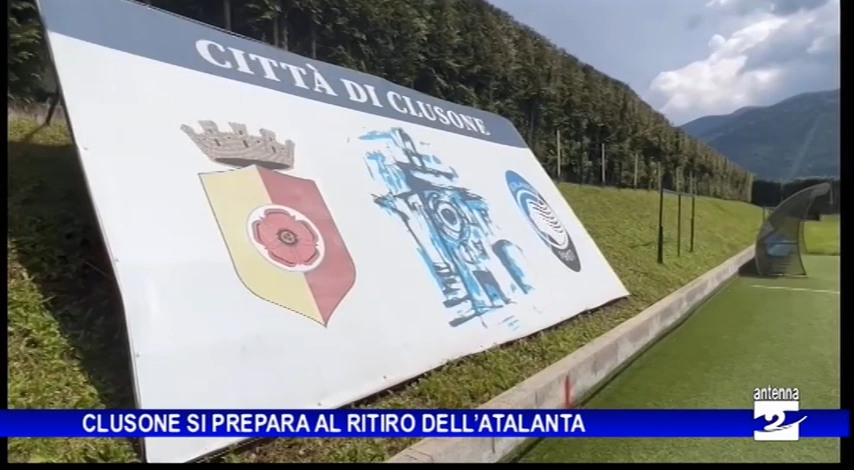 CITTÀ DI CLUSONE
CLUSONE SI PREPARA AL RITIRO DELL'ATALANTA
antenna
2